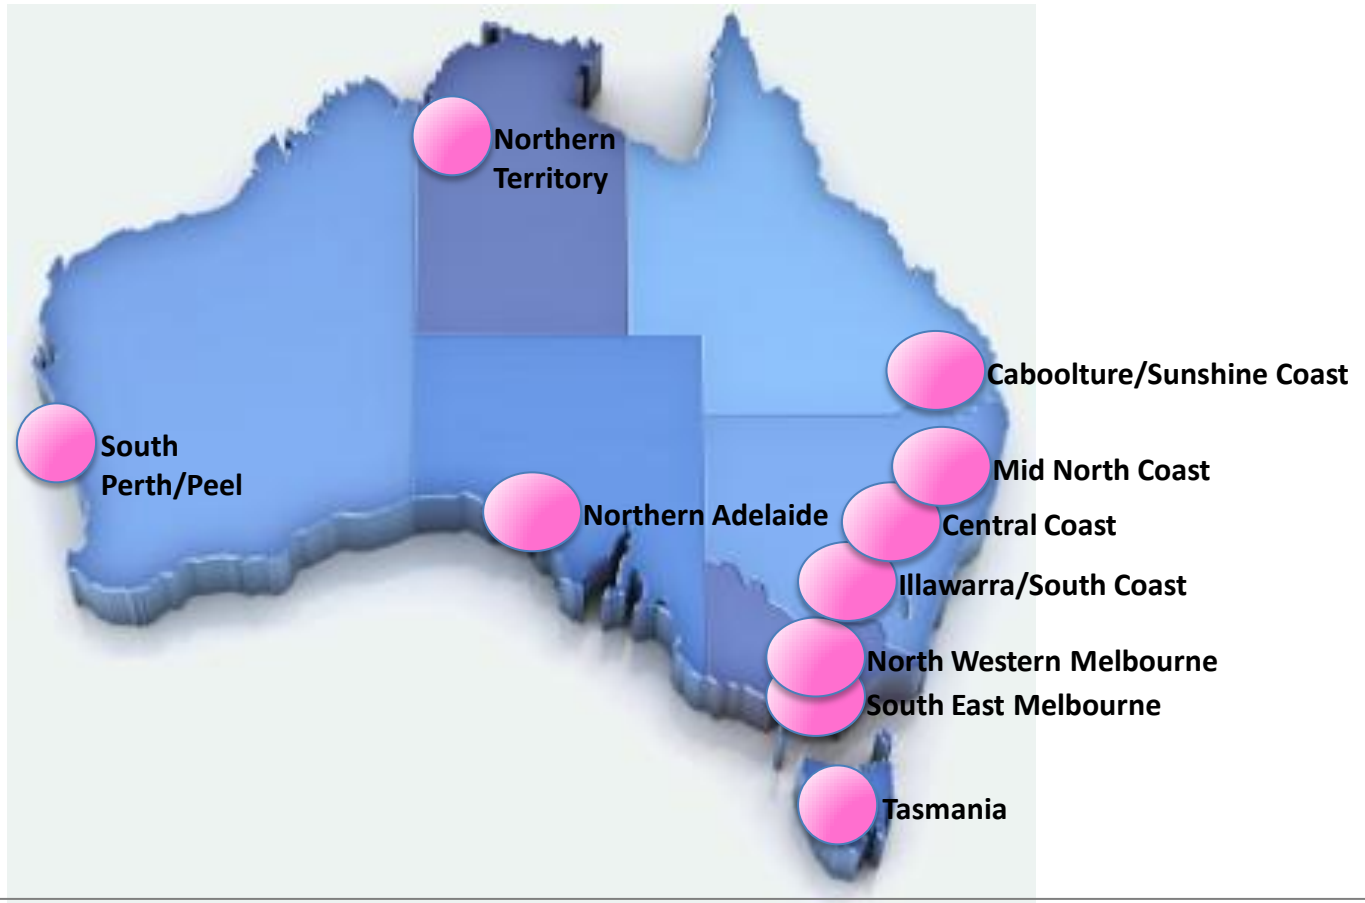 Northern
Territory
Caboolture/Sunshine Coast
South
Perth/Peel
Mid North Coast
Northern Adelaide
Central Coast
Illawarra/South Coast
North Western Melbourne
South East Melbourne
Tasmania